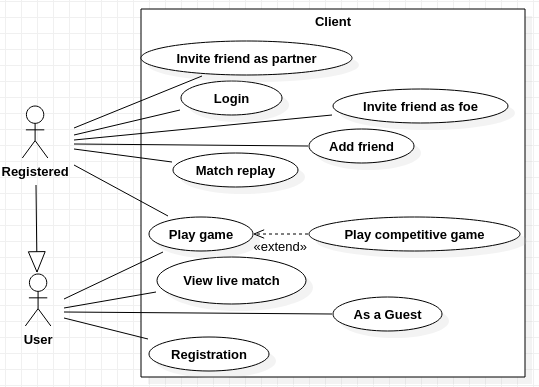 Client
Invite friend as partner
Login
Invite friend as foe
Add friend
Registered
Match replay
Play game
Play competitive game
«extend»
View live match
As a Guest
User
Registration